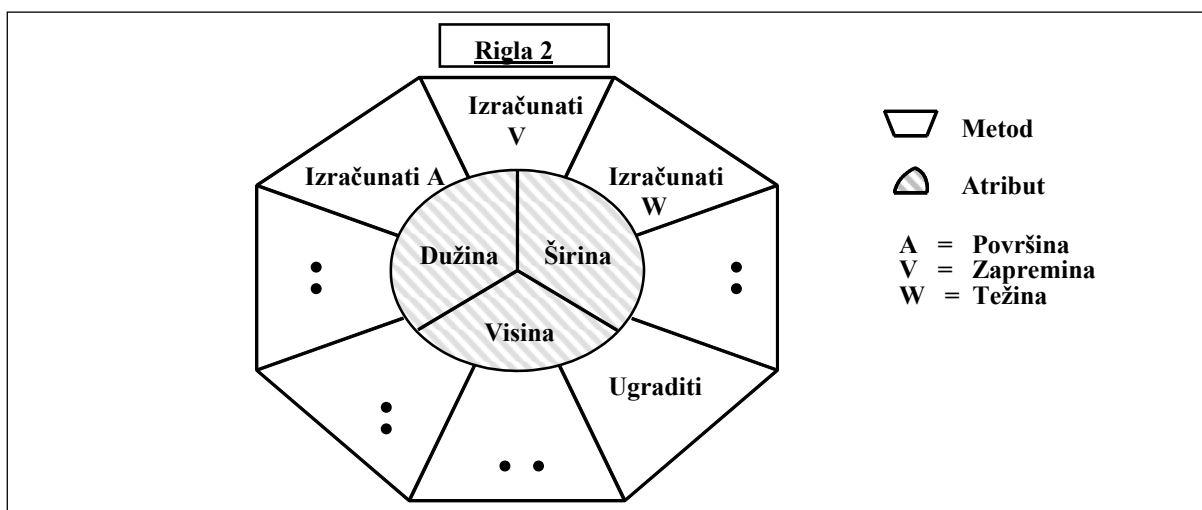 Rigla 2
Izračunati
V
Izračunati A
Izračunati
W
Dužina
Širina
Visina
Ugraditi
Metod
Atribut
A = Površina
V = Zapremina
W = Težina